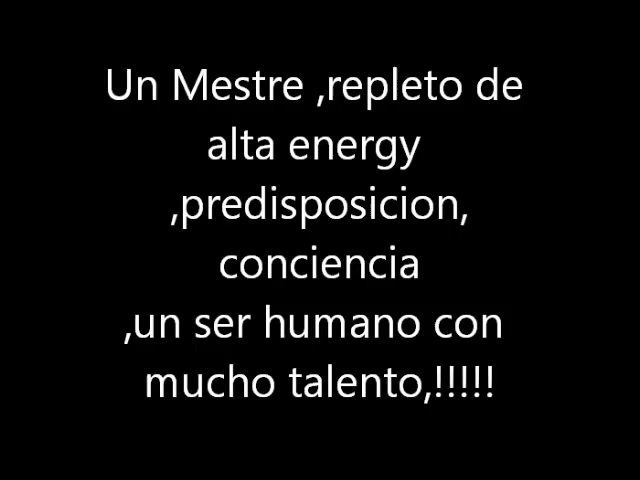 Un Mestre ,repleto de
alta energy
,predisposicion,
conciencia
,un ser humano con
mucho talento,!!!!!